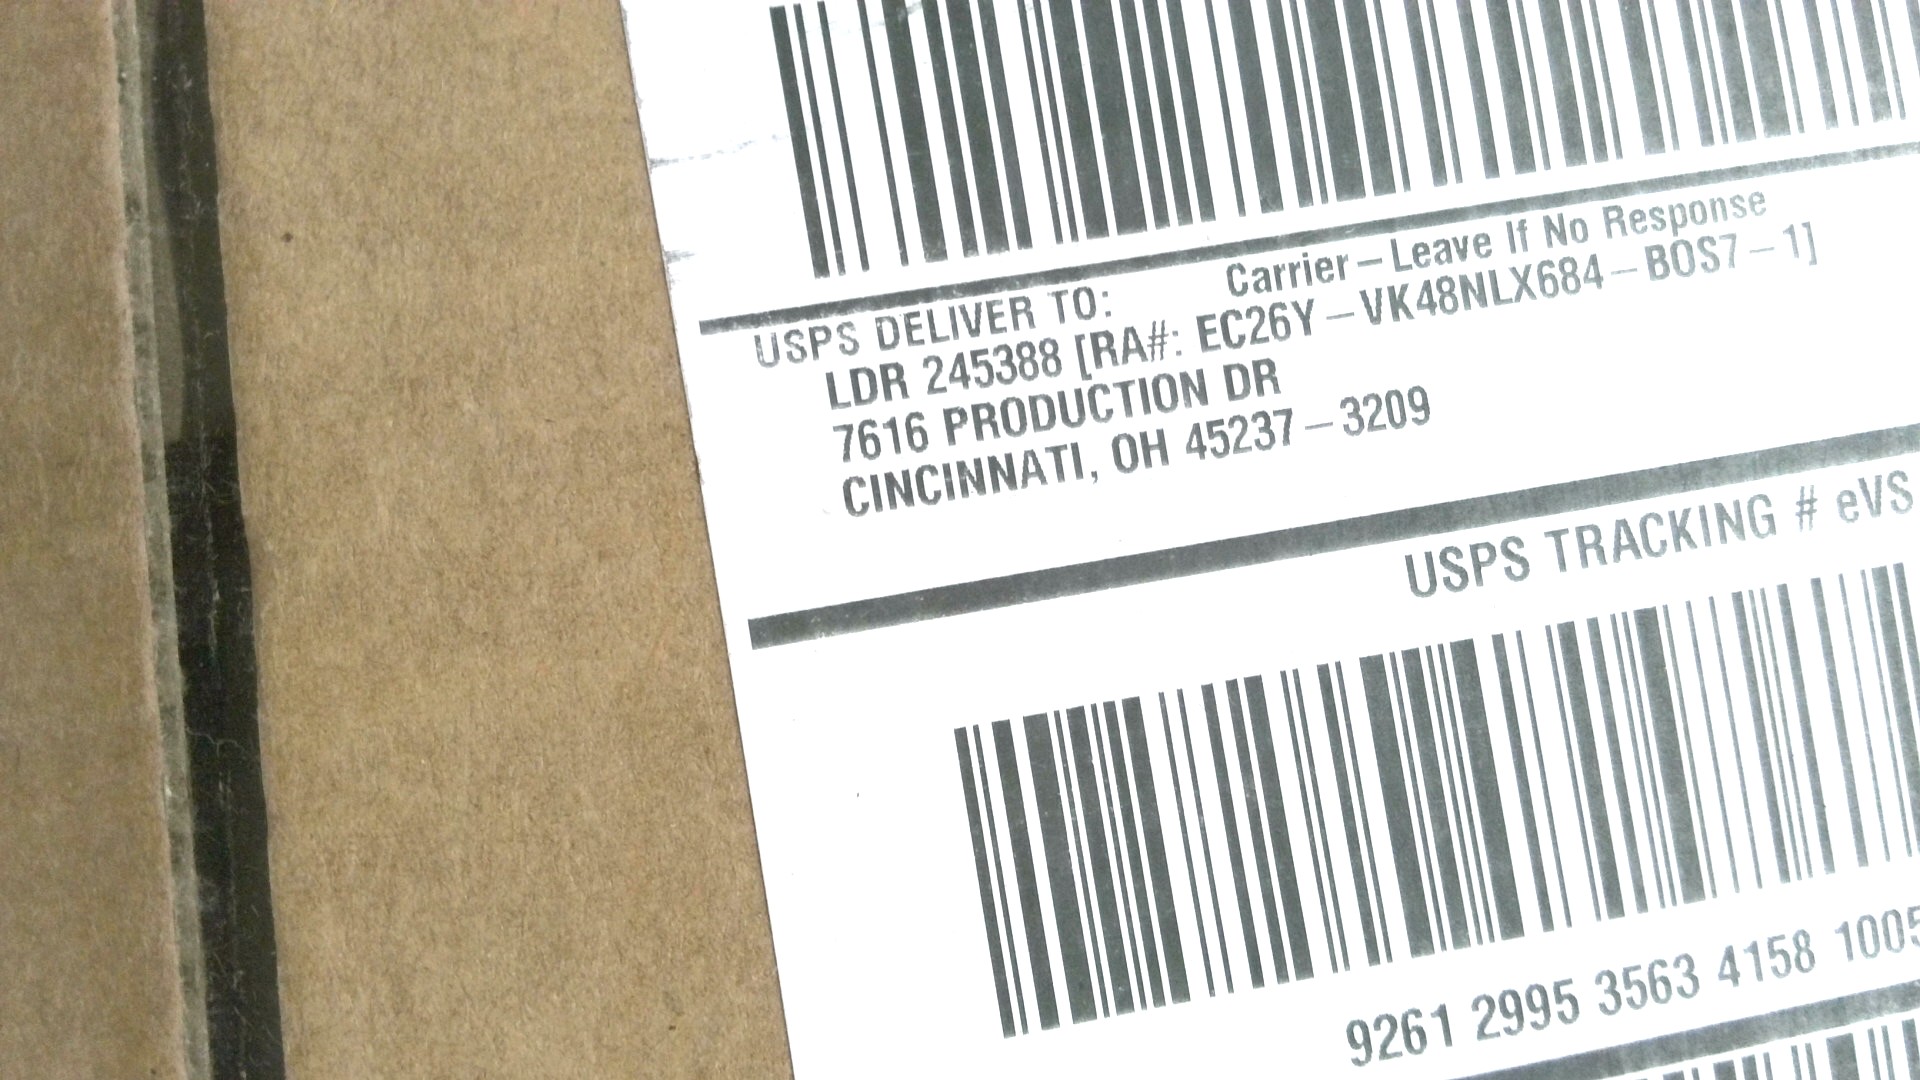 Carrier–Leave If No Response
USPS DELIVER TO:
LDR 245388 [RA#: EC26Y–VK48NLX684–BOS7–1]
7616 PRODUCTION DR
CINCINNATI, OH 45237–3209
USPS TRACKING # eVS
9261 2995 3563 4158 1005